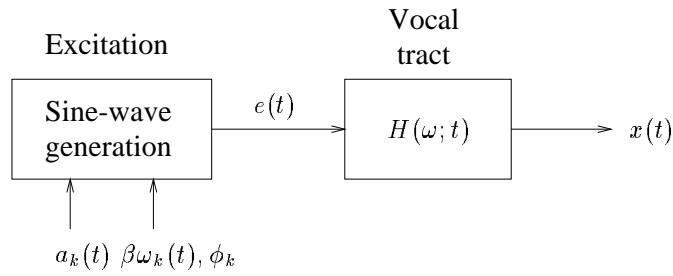 Excitation
Vocal
tract
Sine-wave
generation
e(t)
H(ω; t)
x(t)
a_k(t) βω_k(t), ϕ_k